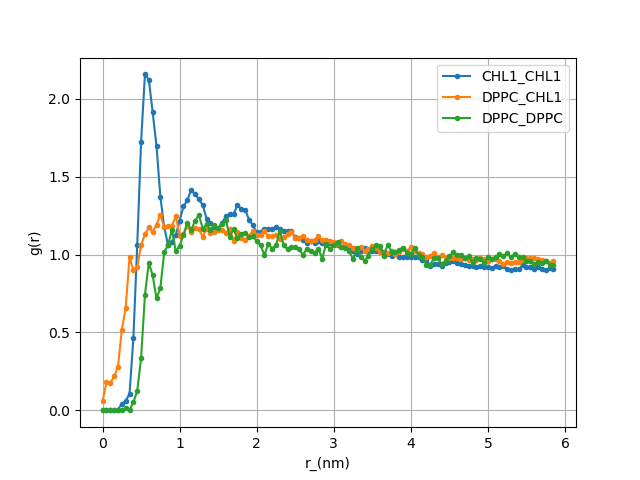 CHL1_CHL1
DPPC_CHL1
DPPC_DPPC
2.0
1.5
1.0
0.5
0.0
g(r)
0 1 2 3 4 5 6
r_(nm)